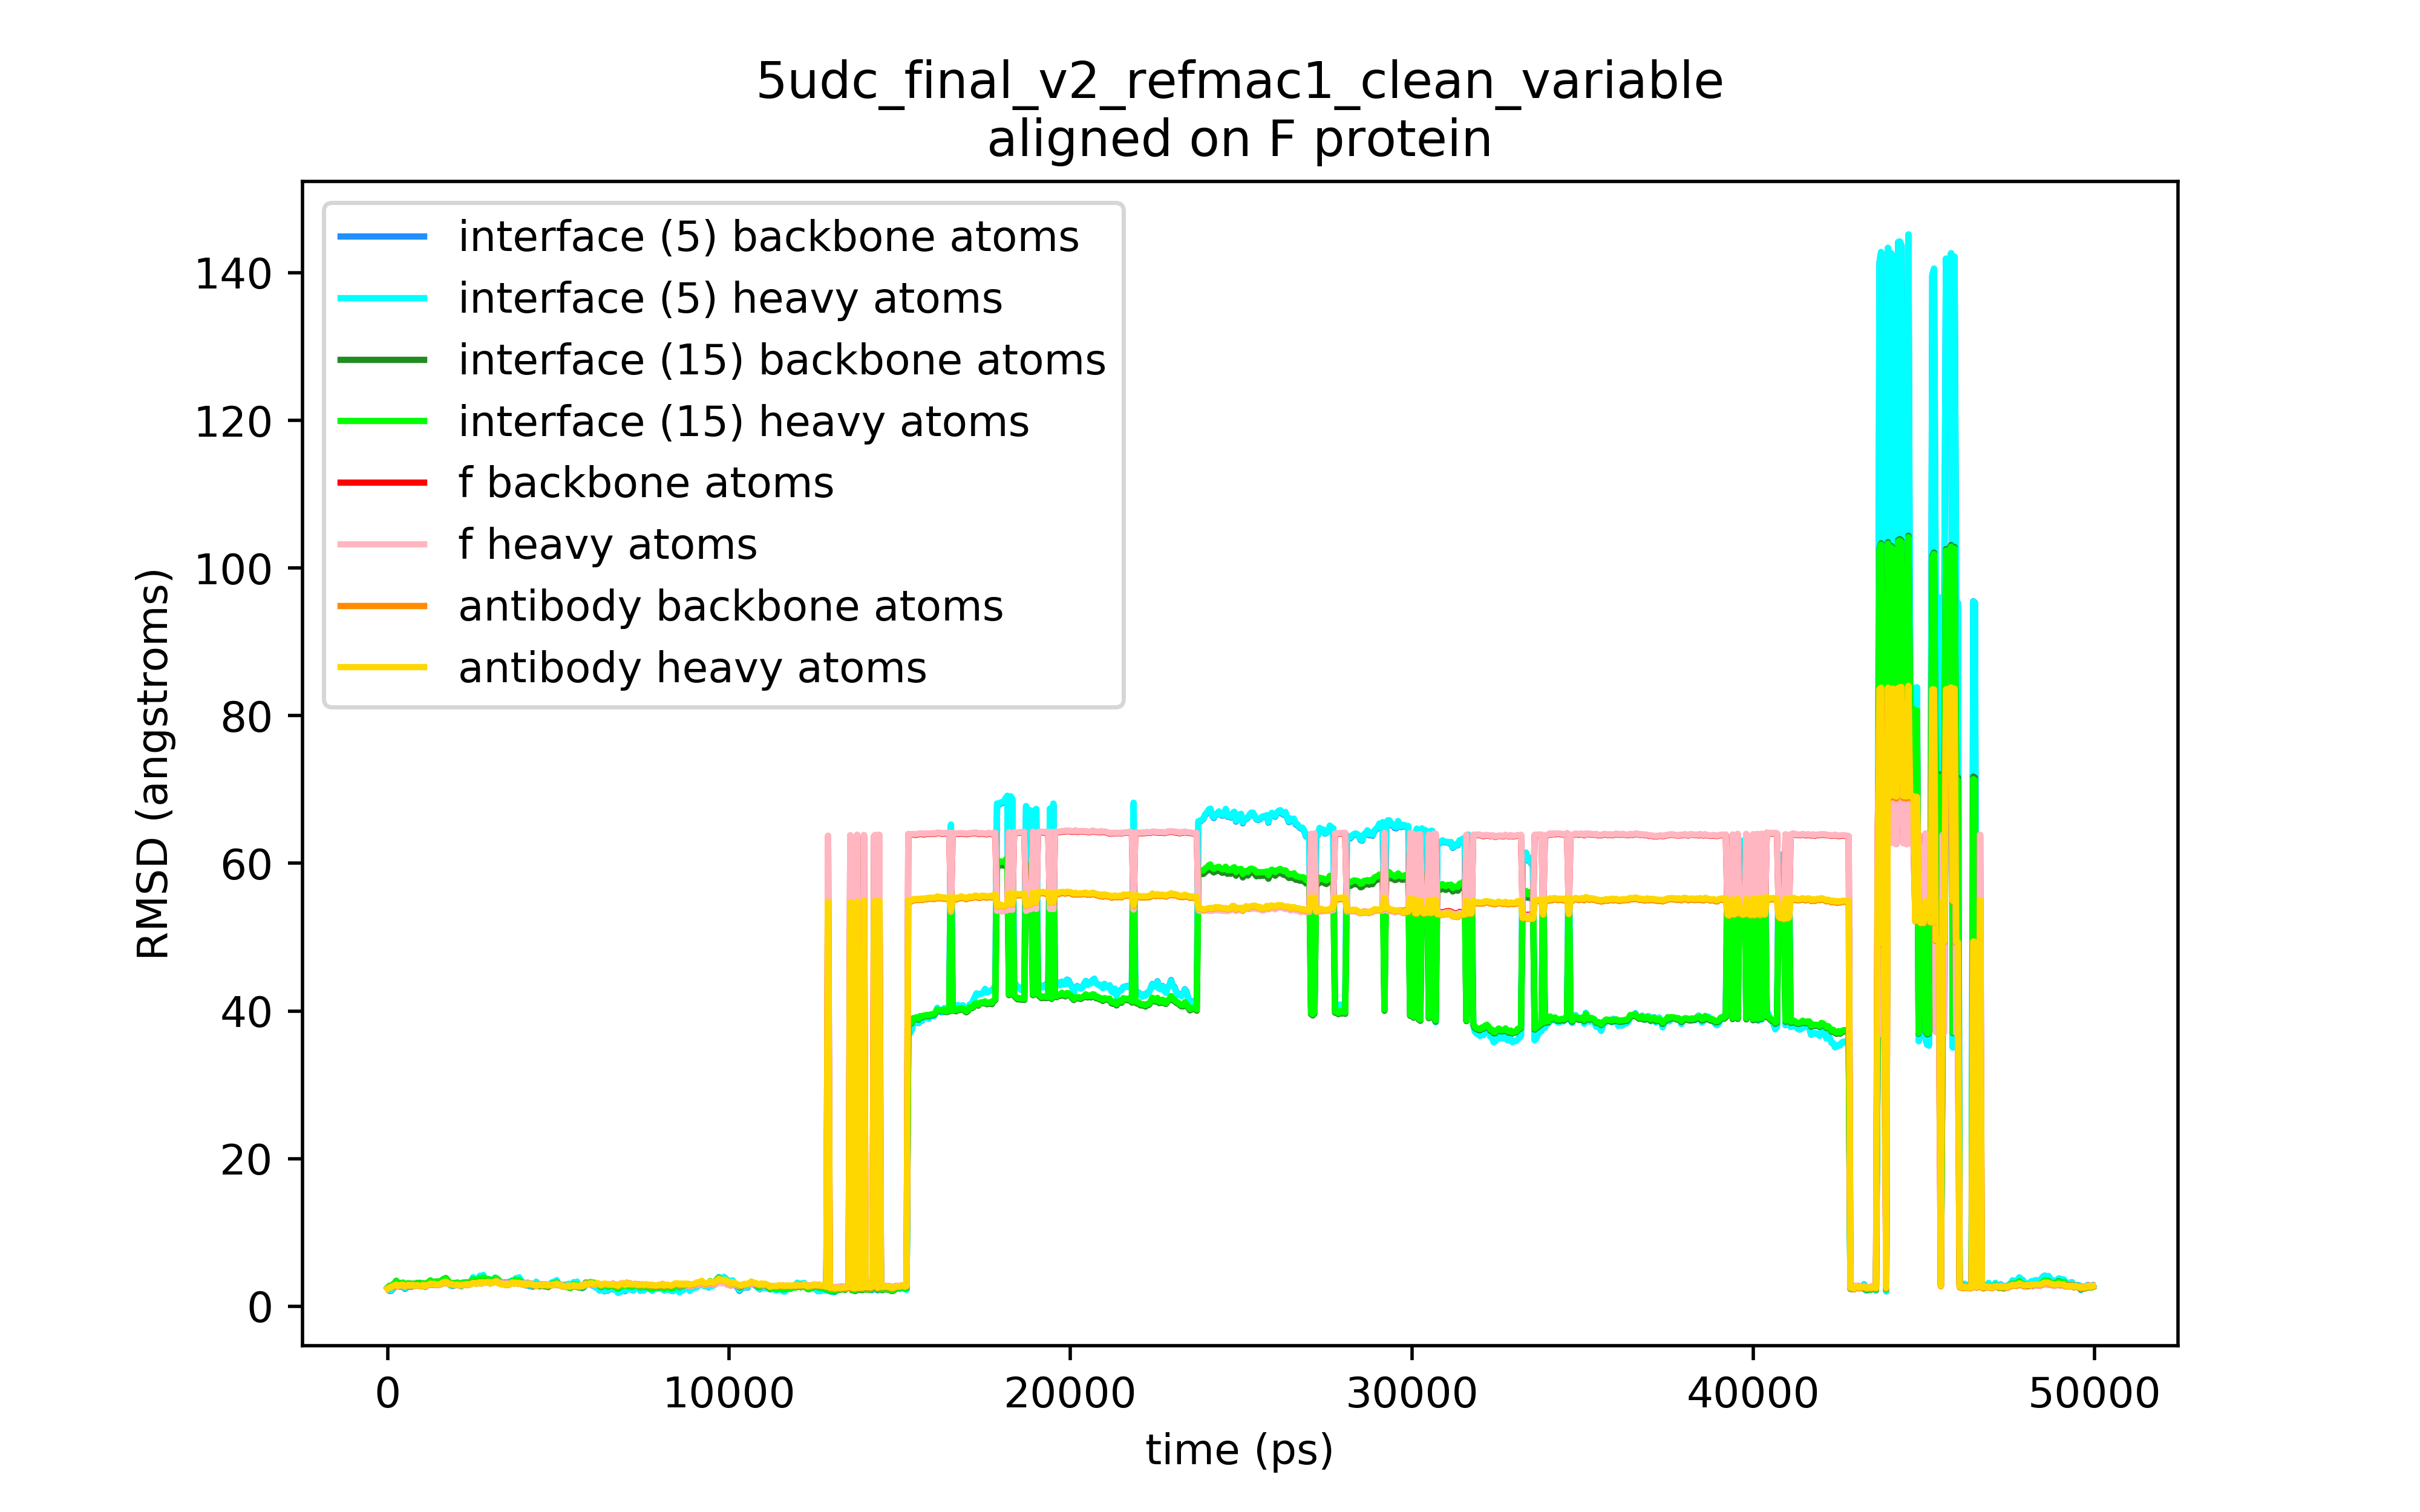 5udc_final_v2_refmac1_clean_variable
aligned on F protein
interface (5) backbone atoms
interface (5) heavy atoms
interface (15) backbone atoms
interface (15) heavy atoms
f backbone atoms
f heavy atoms
antibody backbone atoms
antibody heavy atoms
RMSD (angstroms)
140
120
100
80
60
40
20
0
0 10000 20000 30000 40000 50000
time (ps)